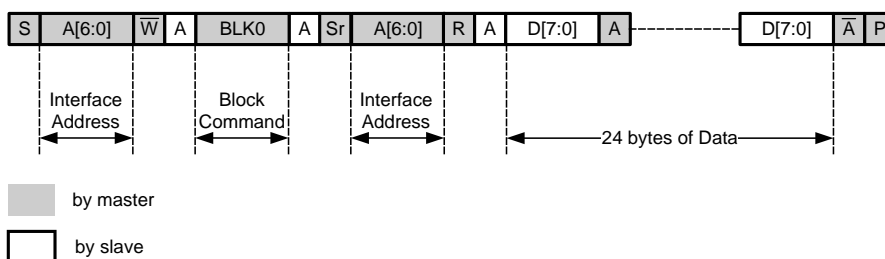 S A[6:0] W̅ A BLK0 A Sr A[6:0] R A D[7:0] A D[7:0] A̅ P
Interface Block Interface
Address Command Address
24 bytes of Data
by master
by slave